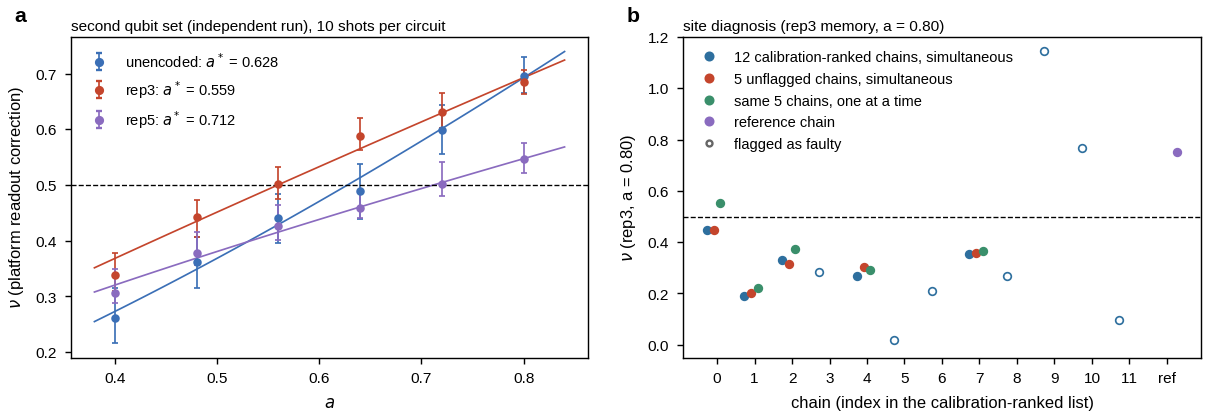 a
second qubit set (independent run), 10 shots per circuit
ν (platform readout correction)
0.7
0.6
0.5
0.4
0.3
0.2
unencoded: a* = 0.628
rep3: a* = 0.559
rep5: a* = 0.712
0.4
0.5
0.6
0.7
0.8
a
b
site diagnosis (rep3 memory, a = 0.80)
ν (rep3, a = 0.80)
1.2
1.0
0.8
0.6
0.4
0.2
0.0
12 calibration-ranked chains, simultaneous
5 unflagged chains, simultaneous
same 5 chains, one at a time
reference chain
flagged as faulty
0
1
2
3
4
5
6
7
8
9
10
11
ref
chain (index in the calibration-ranked list)